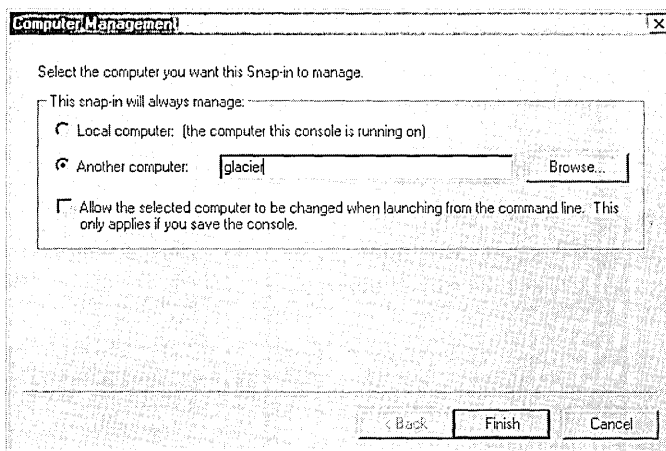 Computer Management
Select the computer you want this Snap-in to manage.
This snap-in will always manage:
Local computer: (the computer this console is running on)
Another computer: glacier Browse...
Allow the selected computer to be changed when launching from the command line. This
only applies if you save the console.
< Back Finish Cancel